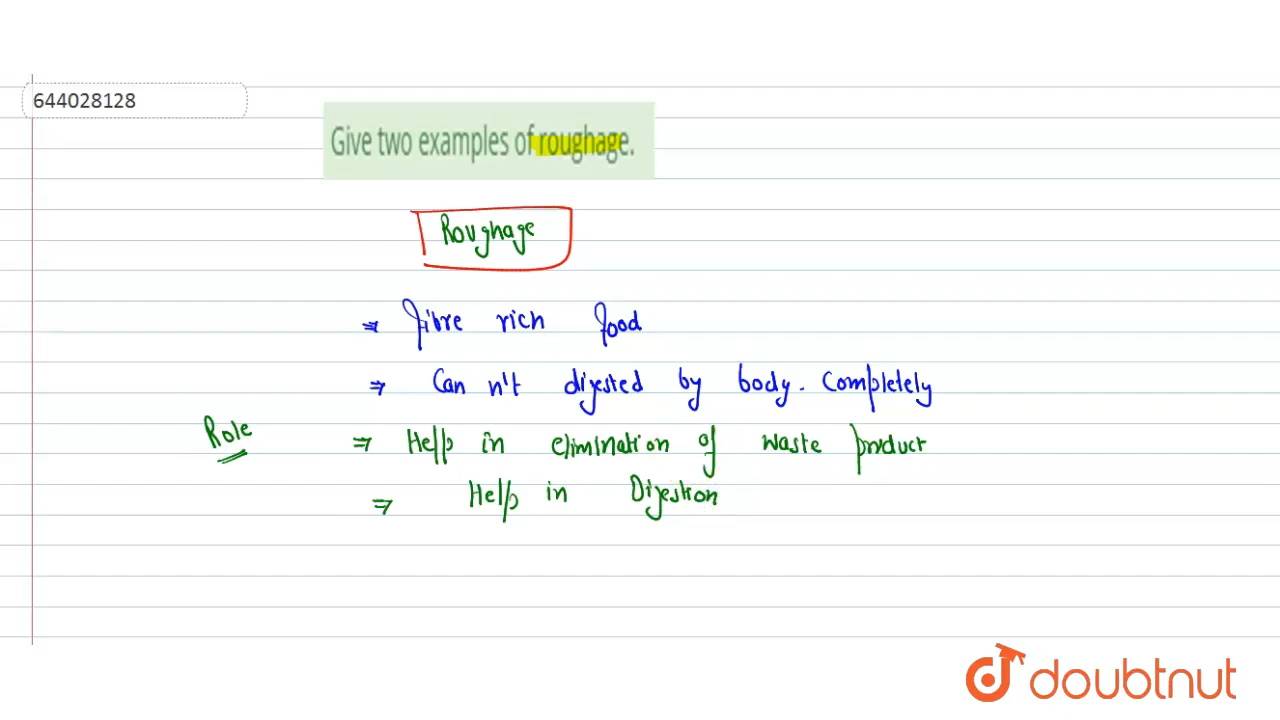 644028128
Give two examples of roughage.
Roughage
⇒ Fibre rich food
⇒ Can n't digested by body. Completely
Role
⇒ Help in elimination of waste product
⇒ Help in Digestion
doubtnut